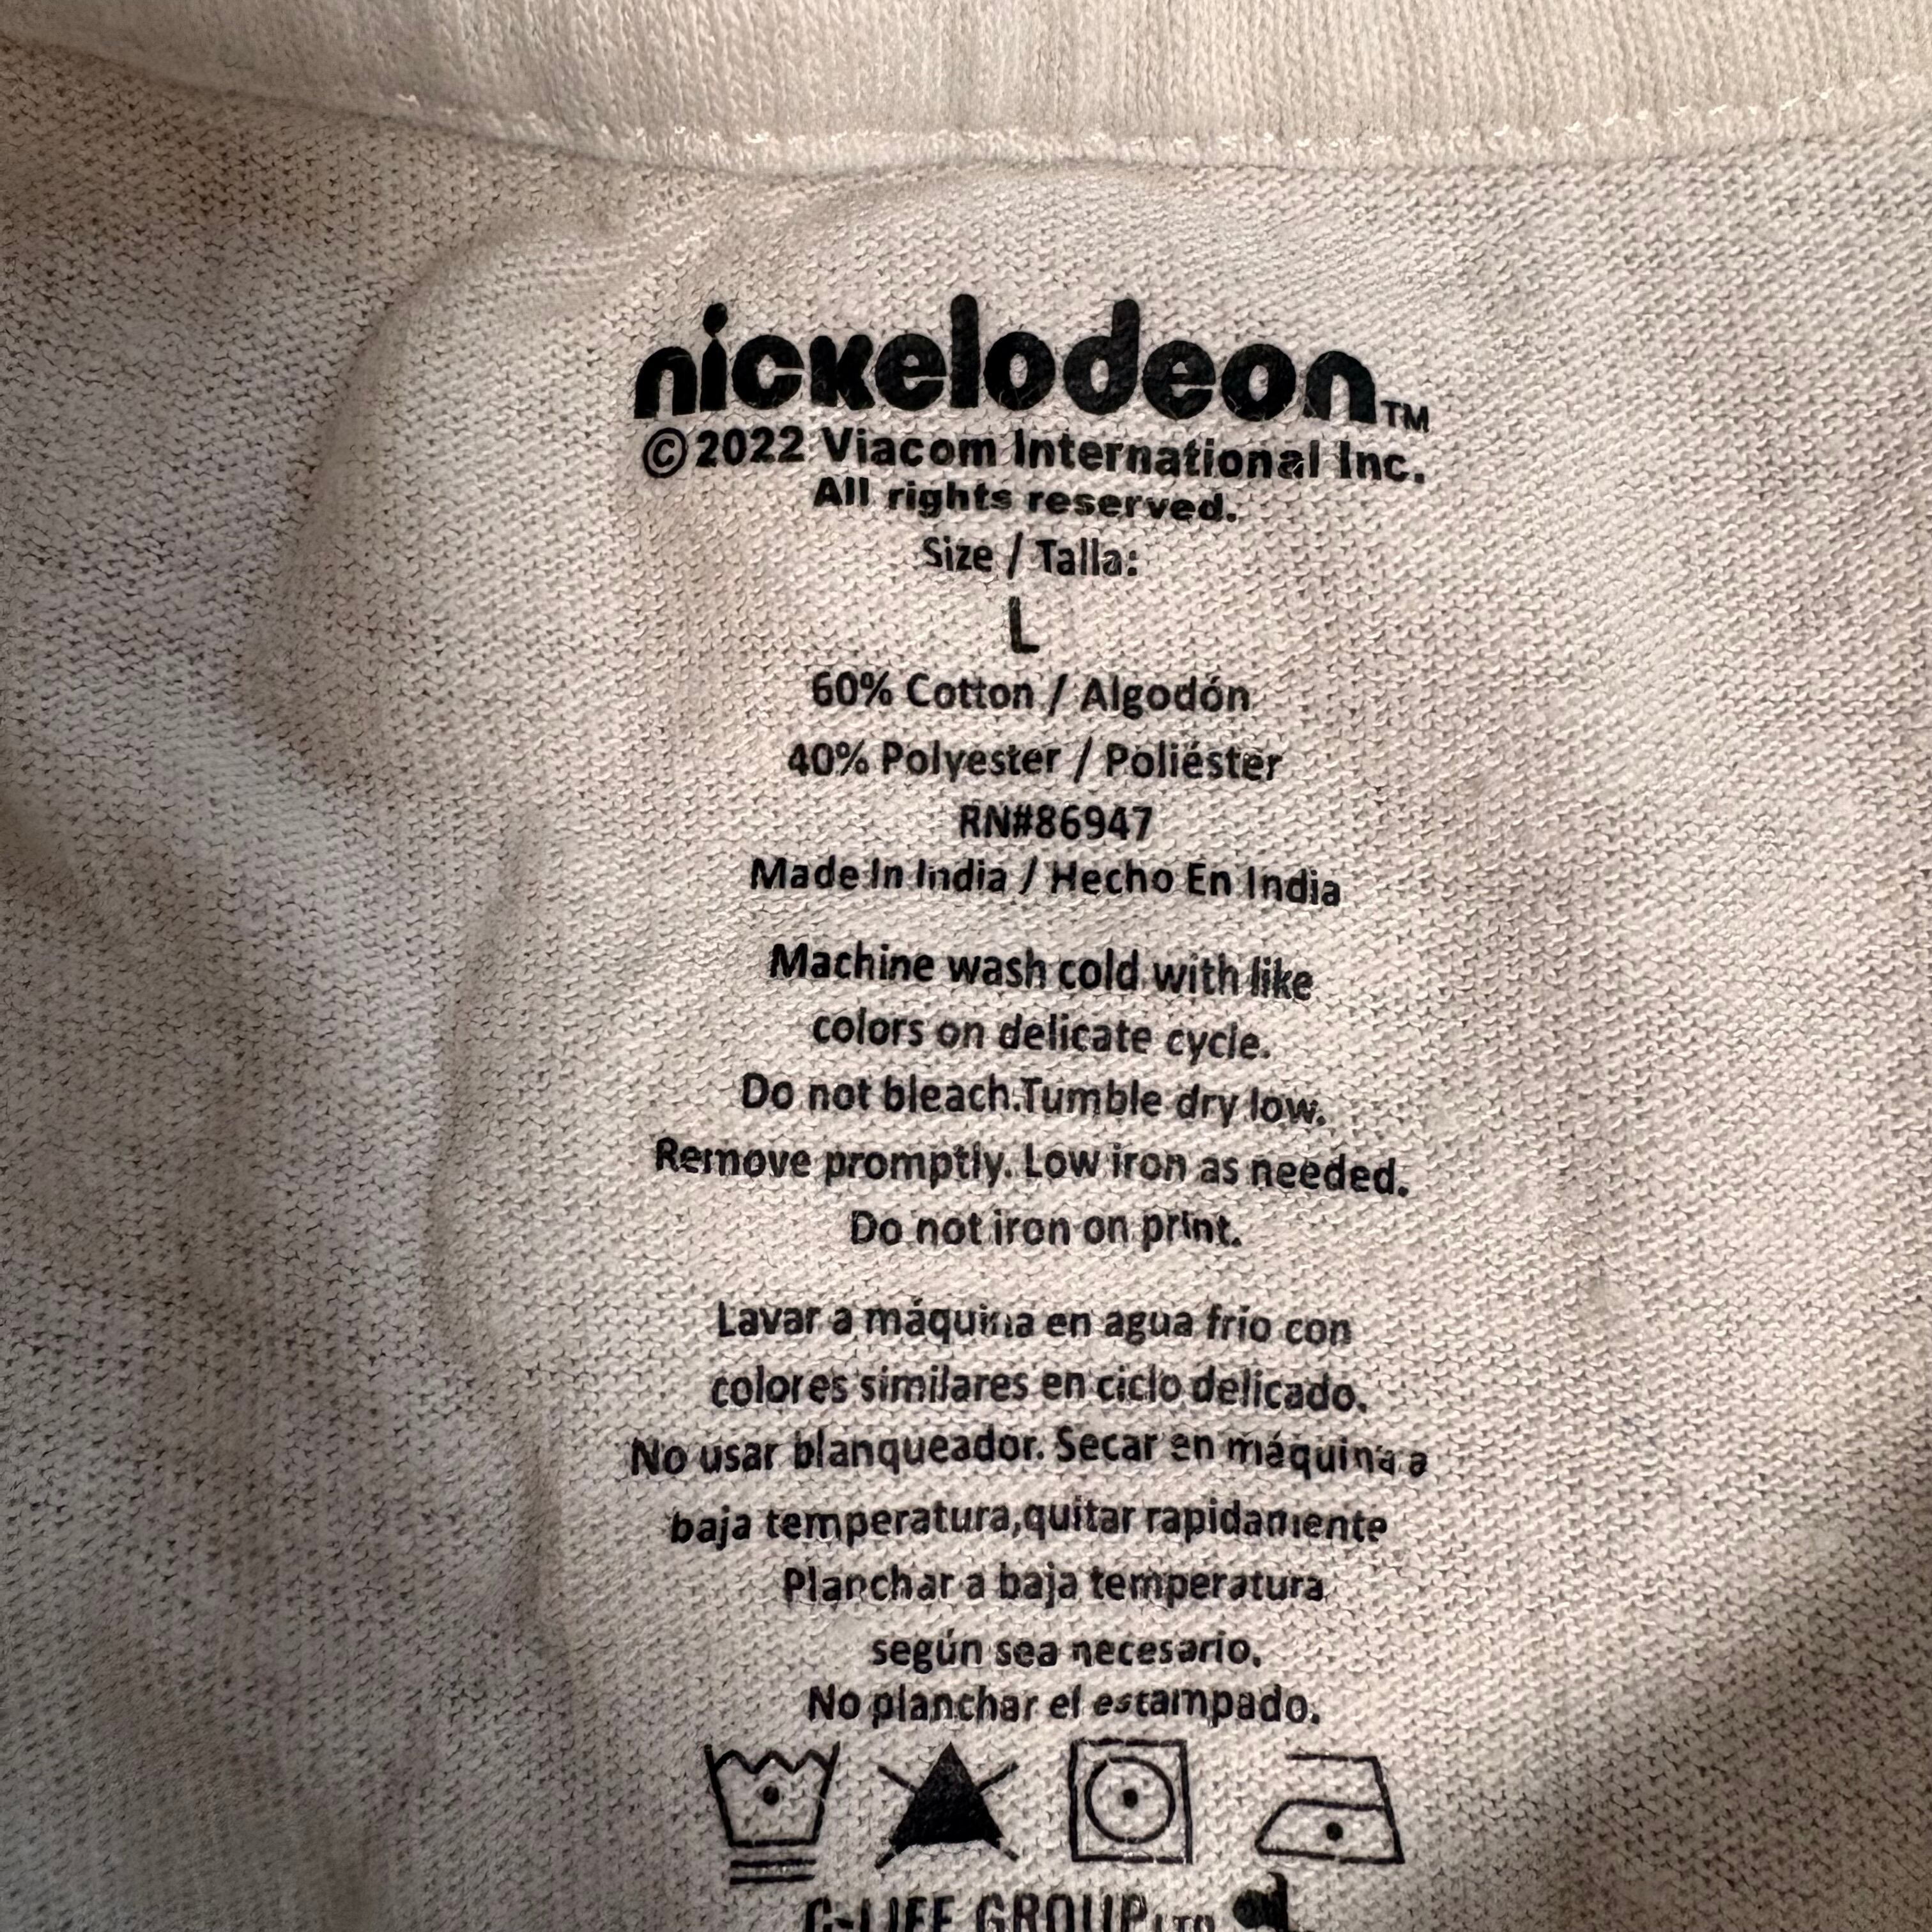 nickelodeon™
©2022 Viacom International Inc.
All rights reserved.
Size / Talla:
L
60% Cotton / Algodón
40% Polyester / Poliéster
RN#86947
Made In India / Hecho En India
Machine wash cold with like
colors on delicate cycle.
Do not bleach.Tumble dry low.
Remove promptly. Low iron as needed.
Do not iron on print.
Lavar a máquina en agua frío con
colores similares en ciclo delicado.
No usar blanqueador. Secar en máquina a
baja temperatura,quitar rapidamente
Planchar a baja temperatura
según sea necesario.
No planchar el estampado.
C-LIFE GROUP LTD